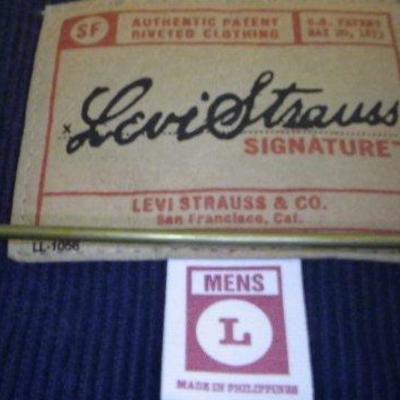 SF AUTHENTIC PATENT U.S. PATENT
RIVETED CLOTHING MAY 20, 1873
x Levi Strauss
SIGNATURE™
LEVI STRAUSS & CO.
San Francisco, Cal.
LL-1056
MENS
L
MADE IN PHILIPPINES